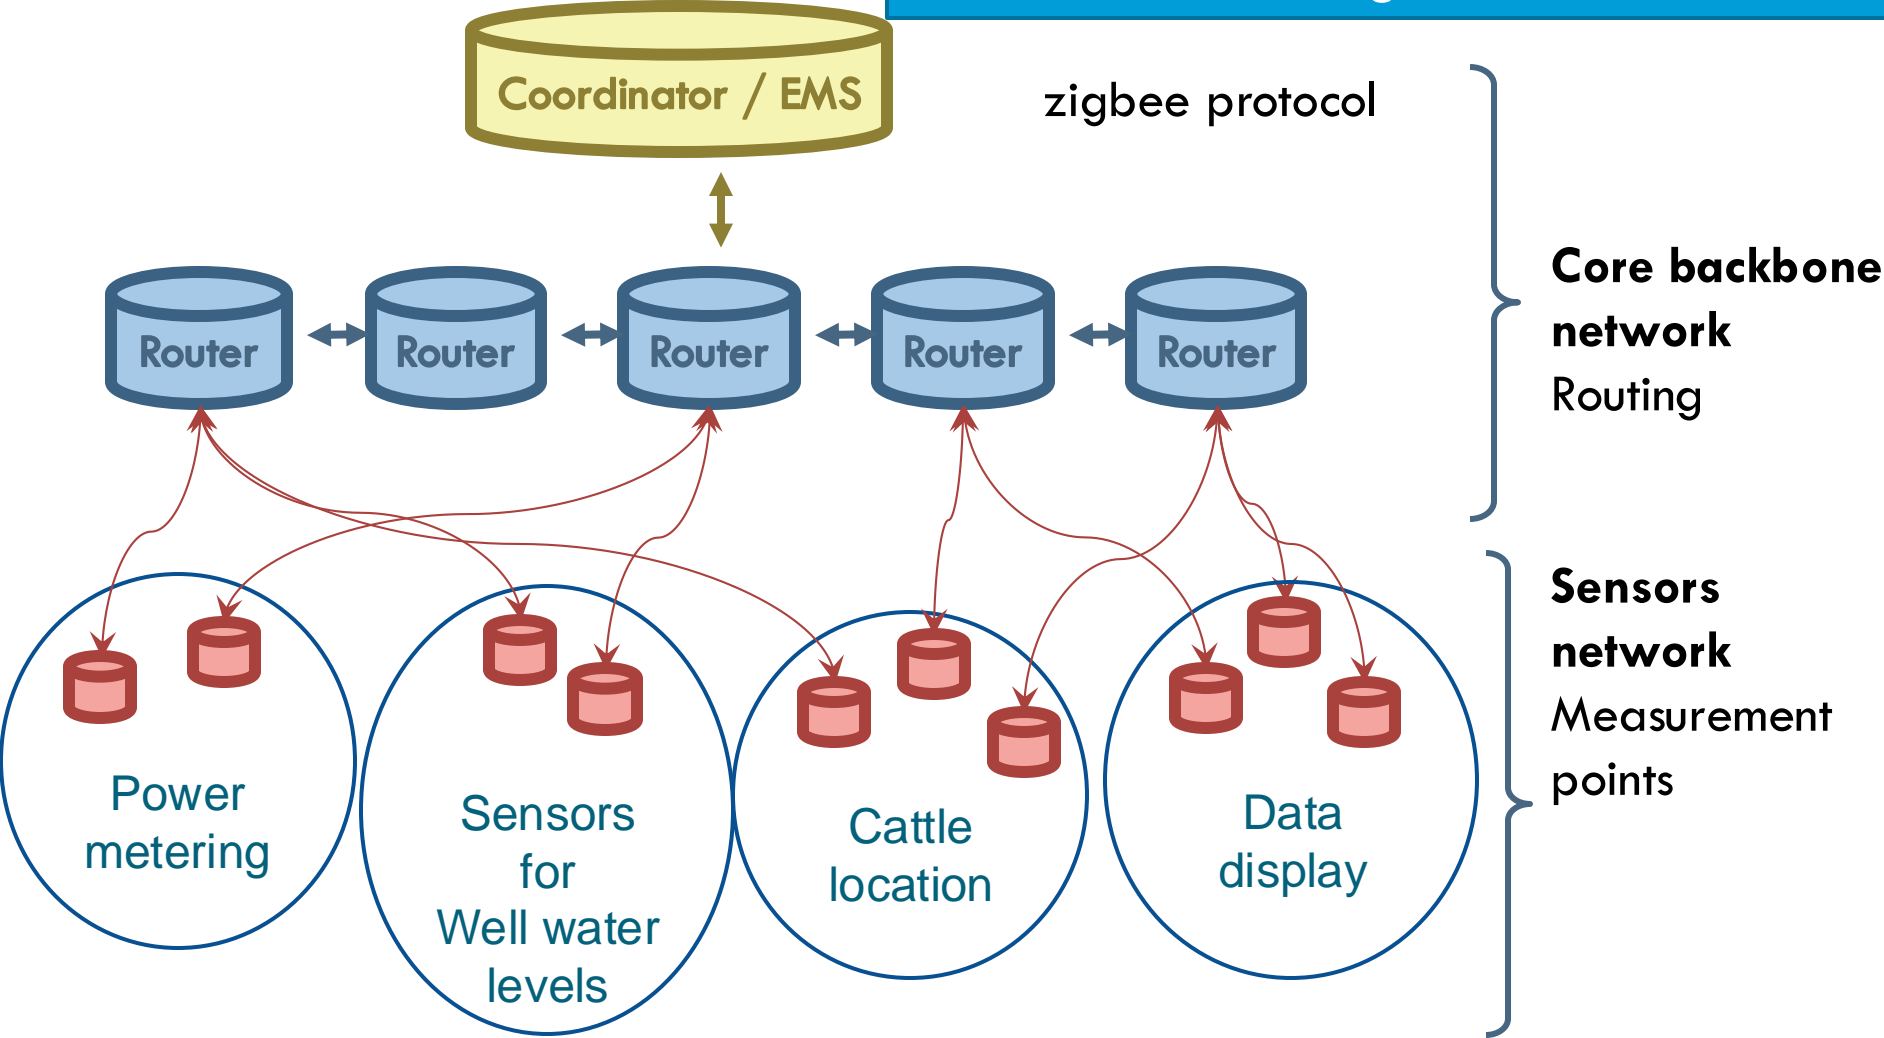 Coordinator / EMS
zigbee protocol
Router
Router
Router
Router
Router
Core backbone
network
Routing
Sensors
network
Measurement
points
Power
metering
Sensors
for
Well water
levels
Cattle
location
Data
display